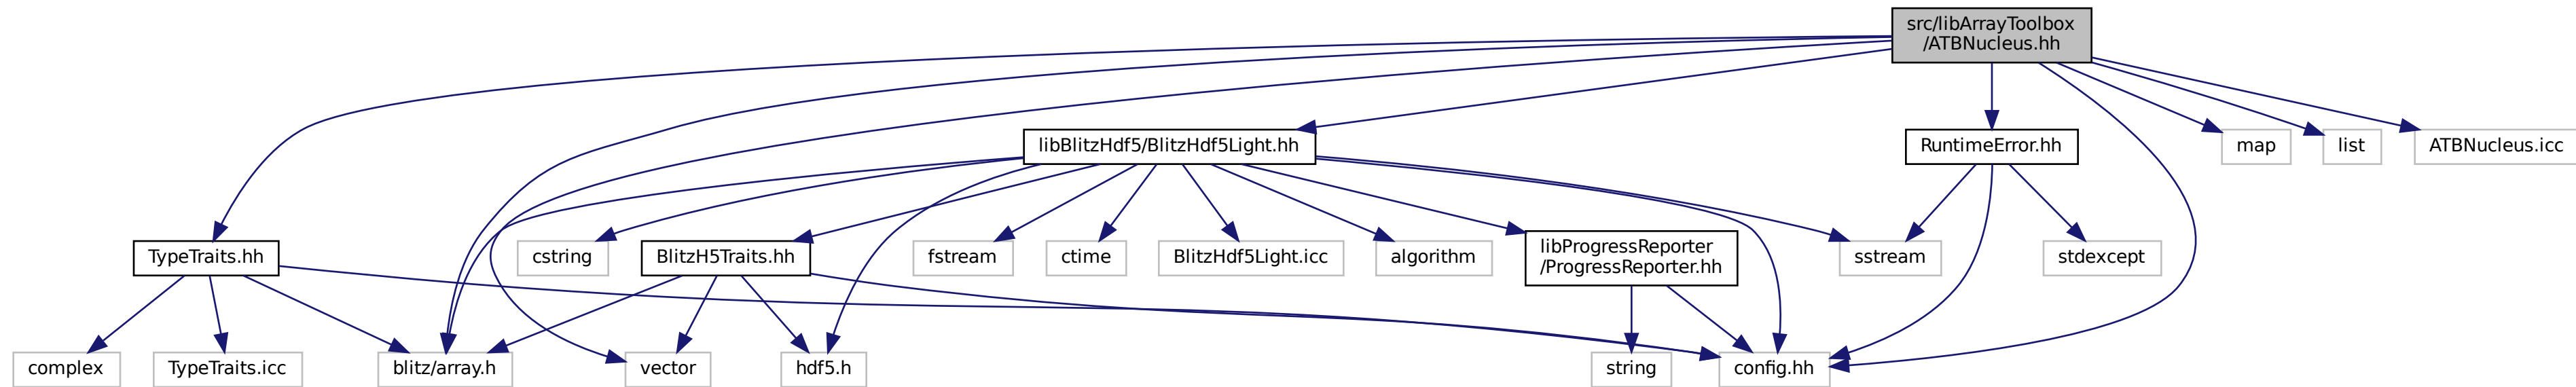 src/libArrayToolbox
/ATBNucleus.hh
libBlitzHdf5/BlitzHdf5Light.hh
RuntimeError.hh
map
list
ATBNucleus.icc
TypeTraits.hh
cstring
BlitzH5Traits.hh
fstream
ctime
BlitzHdf5Light.icc
algorithm
libProgressReporter
/ProgressReporter.hh
sstream
stdexcept
complex
TypeTraits.icc
blitz/array.h
vector
hdf5.h
string
config.hh